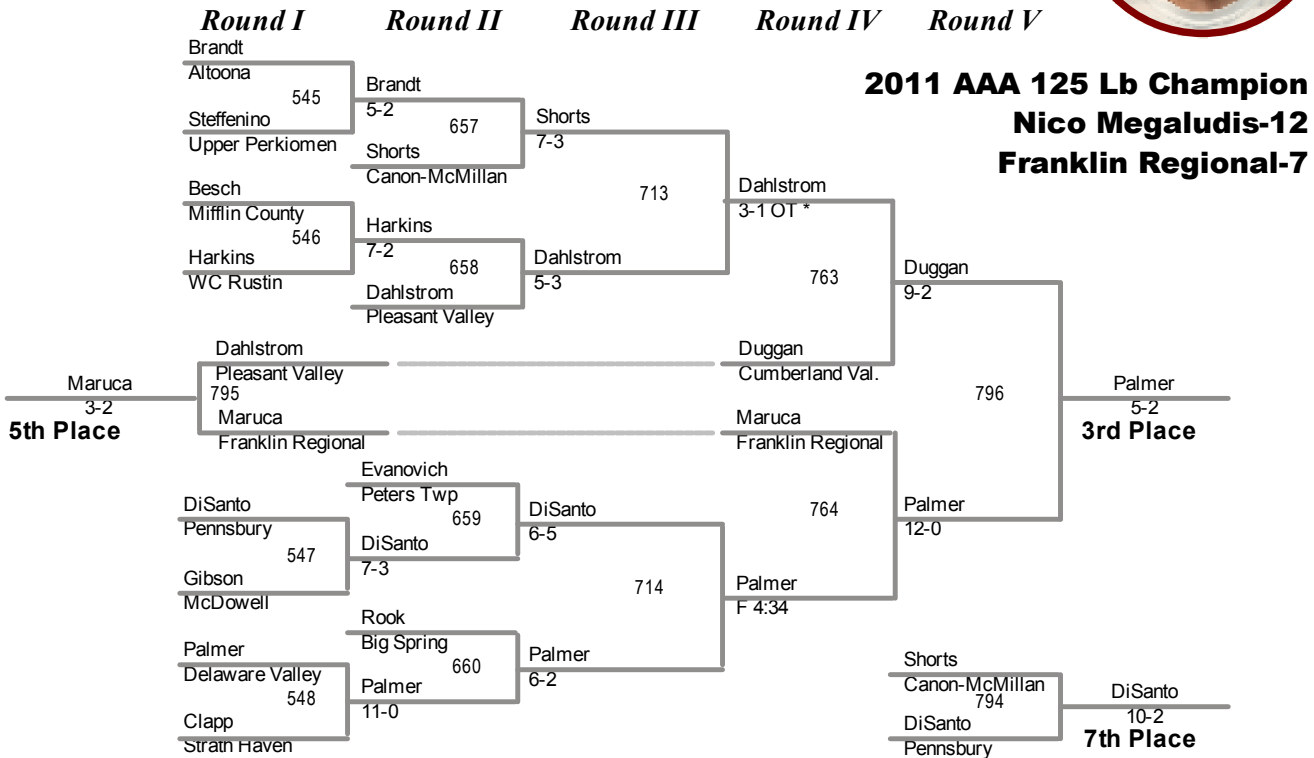 Round I Round II Round III Round IV Round V
2011 AAA 125 Lb Champion
Nico Megaludis-12
Franklin Regional-7
Brandt
Altoona
545
Steffenino
Upper Perkiomen
Besch
Mifflin County
546
Harkins
WC Rustin
Brandt
5-2
657
Shorts
Canon-McMillan
Harkins
7-2
658
Dahlstrom
Pleasant Valley
Shorts
7-3
713
Dahlstrom
5-3
Dahlstrom
3-1 OT *
763
Duggan
Cumberland Val.
Duggan
9-2
796
Palmer
5-2
3rd Place
Maruca
3-2
5th Place
Dahlstrom
Pleasant Valley
795
Maruca
Franklin Regional
Maruca
Franklin Regional
764
Palmer
12-0
DiSanto
Pennsbury
547
Gibson
McDowell
Palmer
Delaware Valley
548
Clapp
Strath Haven
Evanovich
Peters Twp
659
DiSanto
7-3
Rook
Big Spring
660
Palmer
11-0
DiSanto
6-5
714
Palmer
6-2
Palmer
F 4:34
Shorts
Canon-McMillan
794
DiSanto
Pennsbury
DiSanto
10-2
7th Place